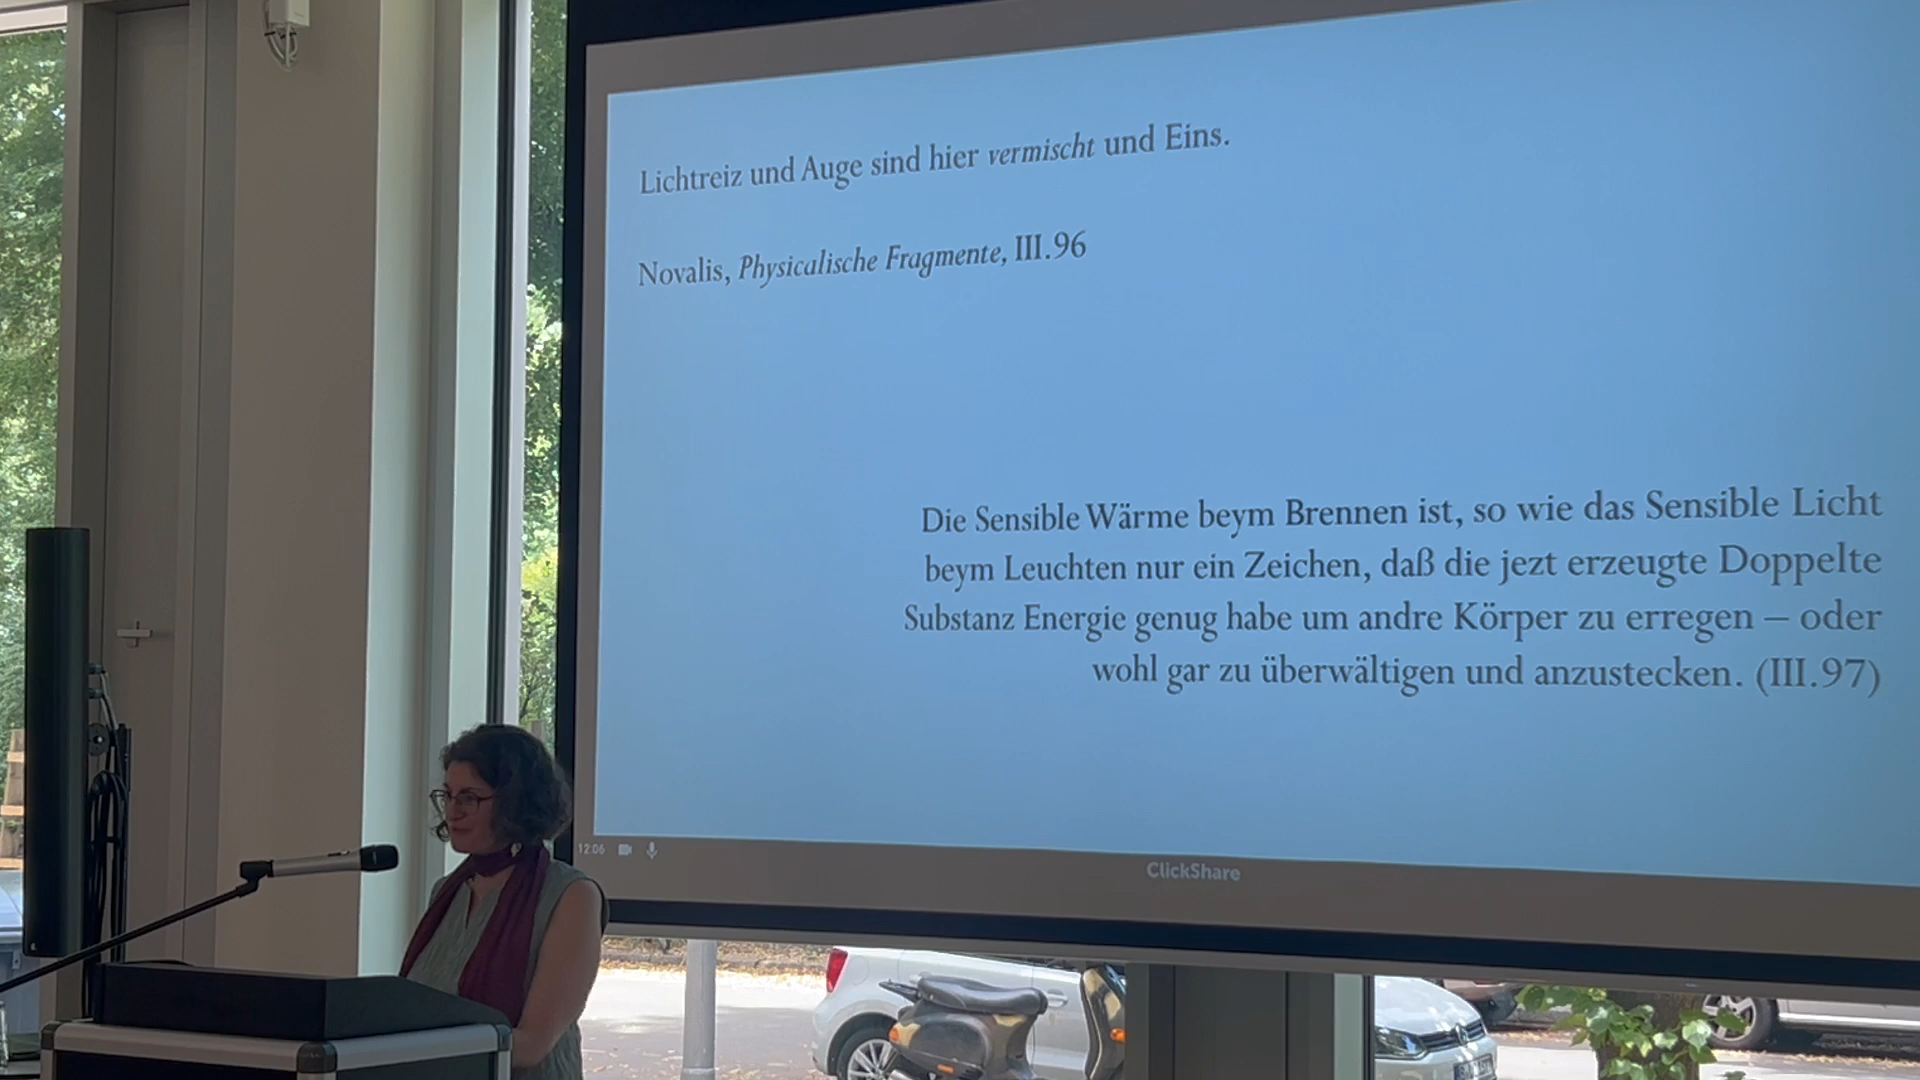 Lichtreiz und Auge sind hier vermischt und Eins.
Novalis, Physicalische Fragmente, III.96
Die Sensible Wärme beym Brennen ist, so wie das Sensible Licht
beym Leuchten nur ein Zeichen, daß die jezt erzeugte Doppelte
Substanz Energie genug habe um andre Körper zu erregen – oder
wohl gar zu überwältigen und anzustecken. (III.97)
12:06
ClickShare